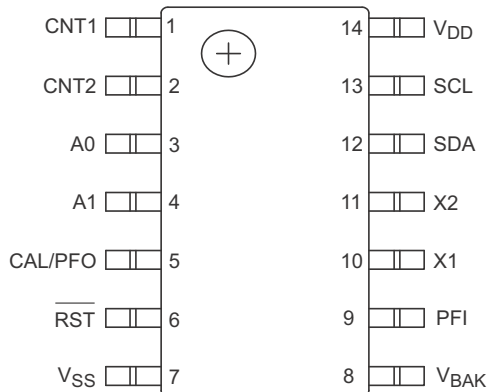 CNT1 1 14 VDD
CNT2 2 13 SCL
A0 3 12 SDA
A1 4 11 X2
CAL/PFO 5 10 X1
RST 6 9 PFI
VSS 7 8 VBAK